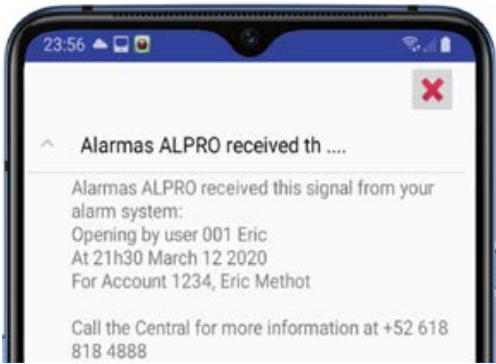 23:56
Alarmas ALPRO received th ....
Alarmas ALPRO received this signal from your
alarm system:
Opening by user 001 Eric
At 21h30 March 12 2020
For Account 1234, Eric Methot
Call the Central for more information at +52 618
818 4888